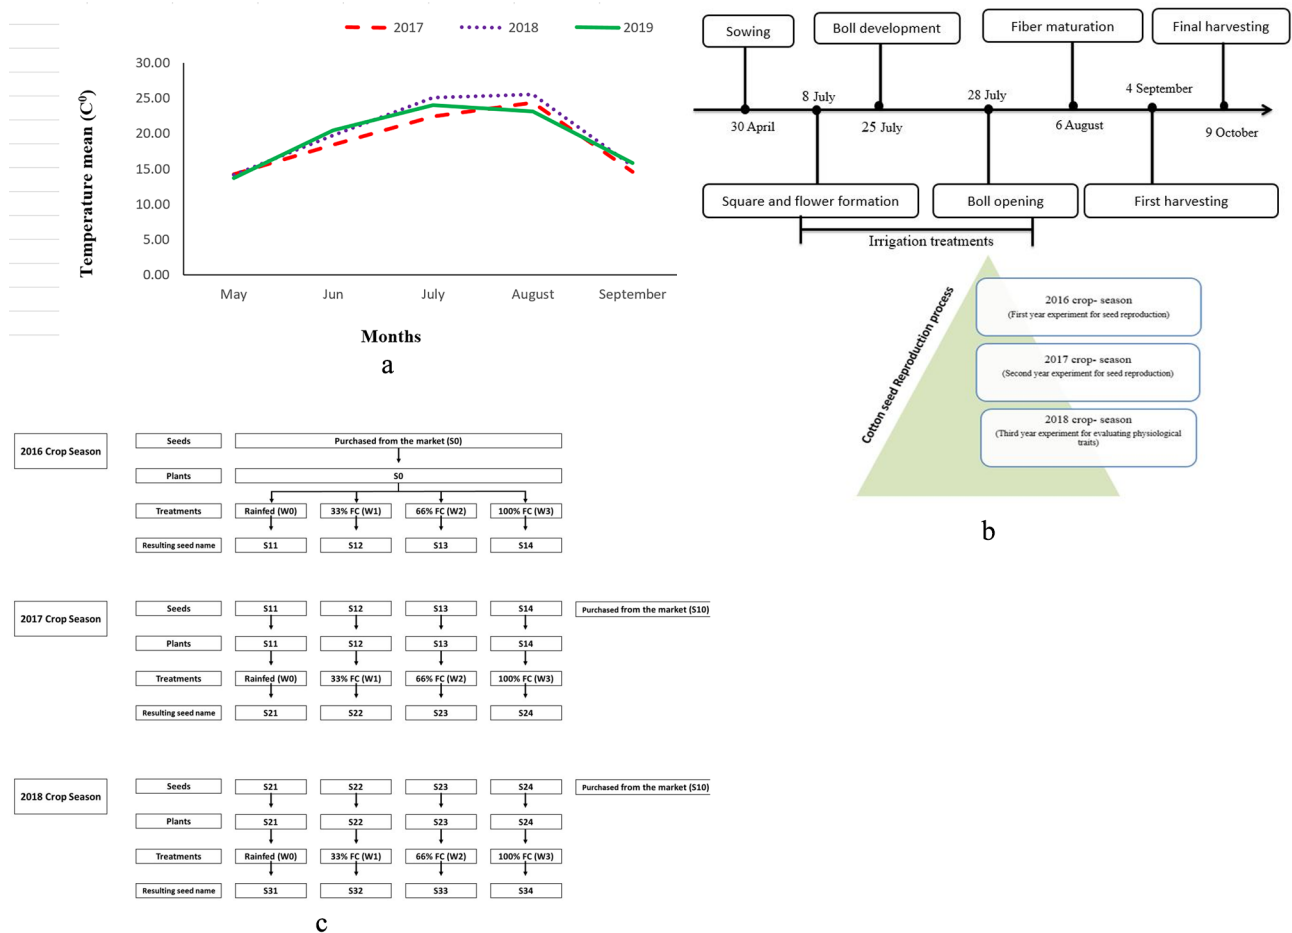 2017 2018 2019
30.00
25.00
20.00
15.00
10.00
5.00
0.00
Temperature mean (C⁰)
May Jun July August September
Months
a
Sowing Boll development Fiber maturation Final harvesting
8 July 28 July 4 September
30 April 25 July 6 August 9 October
Square and flower formation Boll opening First harvesting
Irrigation treatments
Cotton seed Reproduction process
2016 crop- season
(First year experiment for seed reproduction)
2017 crop- season
(Second year experiment for seed reproduction)
2018 crop- season
(Third year experiment for evaluating physiological
traits)
b
2016 Crop Season
Seeds Purchased from the market (S0)
Plants S0
Treatments Rainfed (W0) 33% FC (W1) 66% FC (W2) 100% FC (W3)
Resulting seed name S11 S12 S13 S14
2017 Crop Season
Seeds S11 S12 S13 S14 Purchased from the market (S10)
Plants S11 S12 S13 S14
Treatments Rainfed (W0) 33% FC (W1) 66% FC (W2) 100% FC (W3)
Resulting seed name S21 S22 S23 S24
2018 Crop Season
Seeds S21 S22 S23 S24 Purchased from the market (S10)
Plants S21 S22 S23 S24
Treatments Rainfed (W0) 33% FC (W1) 66% FC (W2) 100% FC (W3)
Resulting seed name S31 S32 S33 S34
c